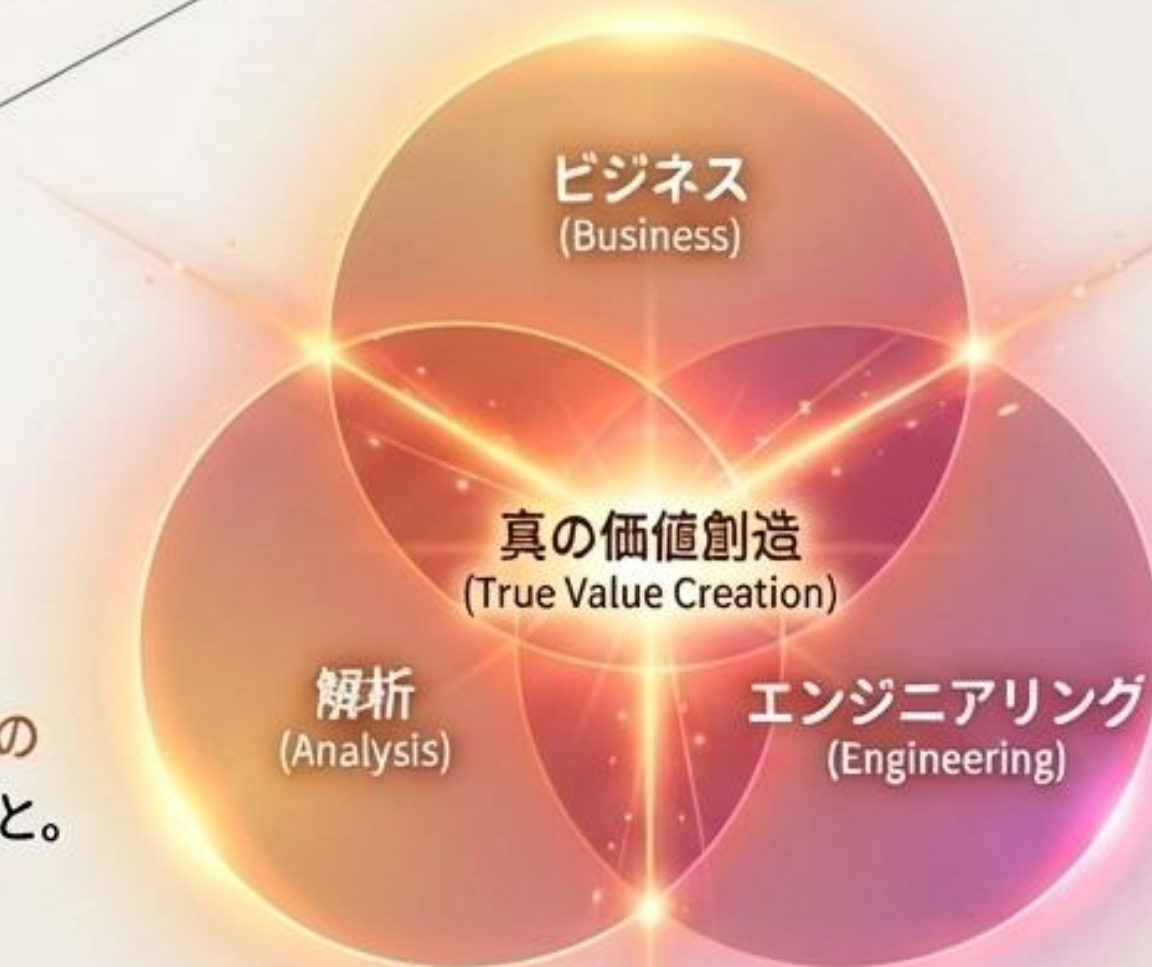 ビジネス
(Business)
真の価値創造
(True Value Creation)
解析
(Analysis)
エンジニアリング
(Engineering)
の
と。